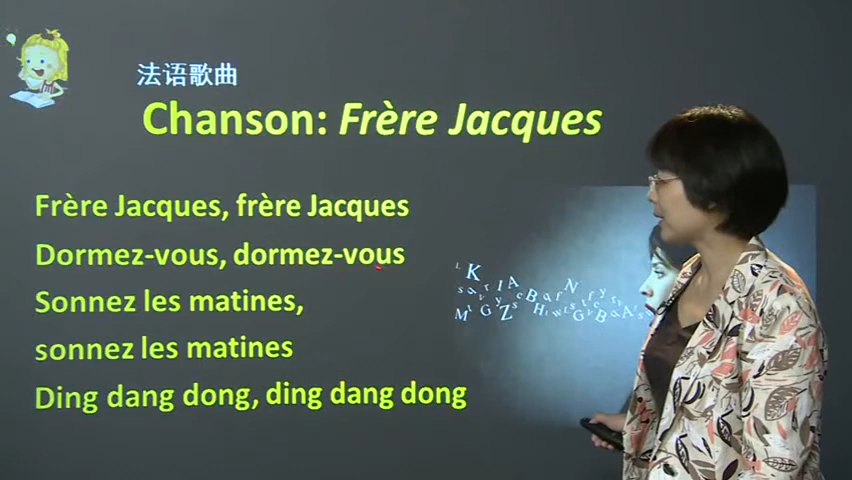 法语歌曲
Chanson: Frère Jacques
Frère Jacques, frère Jacques
Dormez-vous, dormez-vous
Sonnez les matines,
sonnez les matines
Ding dang dong, ding dang dong